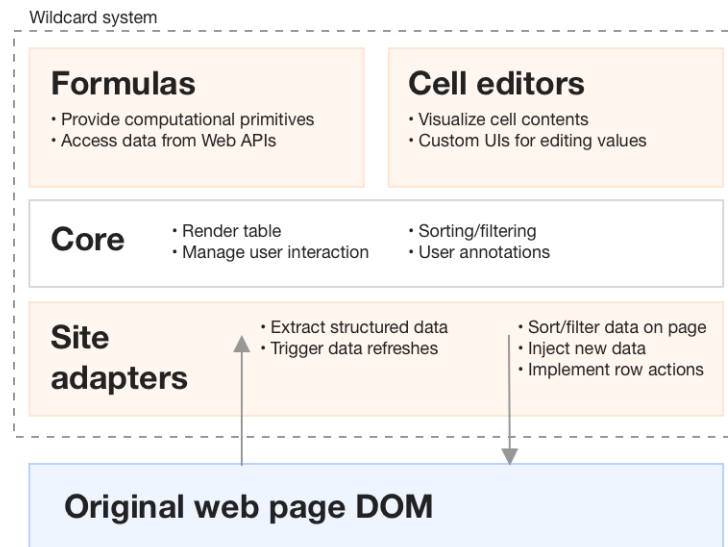 Wildcard system
Formulas
• Provide computational primitives
• Access data from Web APIs
Cell editors
• Visualize cell contents
• Custom UIs for editing values
Core
• Render table
• Manage user interaction
• Sorting/filtering
• User annotations
Site
adapters
• Extract structured data
• Trigger data refreshes
• Sort/filter data on page
• Inject new data
• Implement row actions
Original web page DOM